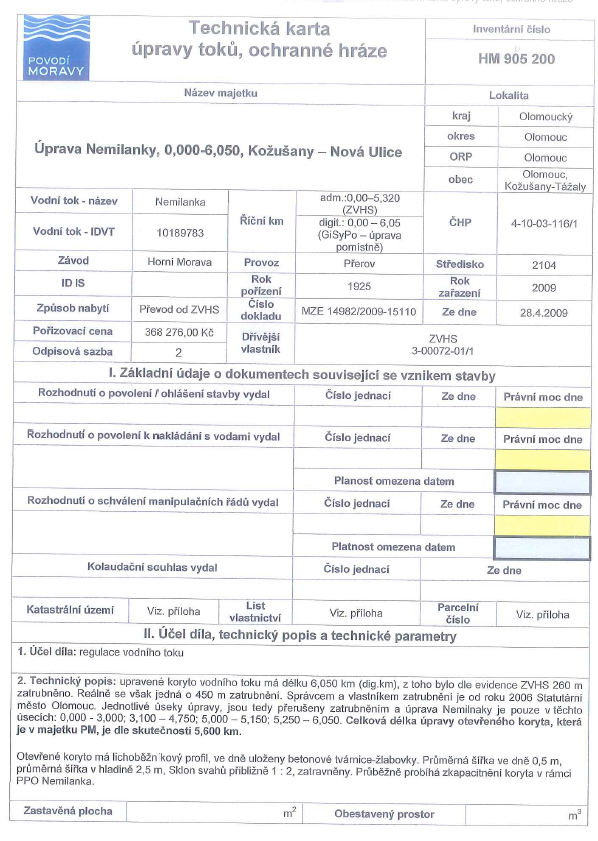 POVODÍ
MORAVY
Technická karta
úpravy toků, ochranné hráze
Inventární číslo
HM 905 200
Název majetku
Lokalita
Úprava Nemilanky, 0,000-6,050, Kožušany – Nová Ulice
kraj Olomoucký
okres Olomouc
ORP Olomouc
obec Olomouc,
Kožušany-Tážaly
Vodní tok - název Nemilanka
Vodní tok - IDVT 10189783
Říční km
adm.:0,00–5,320
(ZVHS)
digit.: 0,00 – 6,05
(GiSyPo – úprava
pomístně)
ČHP 4-10-03-116/1
Závod Horní Morava Provoz Přerov Středisko 2104
ID IS Rok
pořízení 1925 Rok
zařazení 2009
Způsob nabytí Převod od ZVHS Číslo
dokladu MZE 14982/2009-15110 Ze dne 28.4.2009
Pořizovací cena 368 276,00 Kč
Odpisová sazba 2
Dřívější
vlastník
ZVHS
3-00072-01/1
I. Základní údaje o dokumentech související se vznikem stavby
Rozhodnutí o povolení / ohlášení stavby vydal Číslo jednací Ze dne Právní moc dne
Rozhodnutí o povolení k nakládání s vodami vydal Číslo jednací Ze dne Právní moc dne
Planost omezena datem
Rozhodnutí o schválení manipulačních řádů vydal Číslo jednací Ze dne Právní moc dne
Platnost omezena datem
Kolaudační souhlas vydal Číslo jednací Ze dne
Katastrální území Viz. příloha List
vlastnictví Viz. příloha Parcelní
číslo Viz. příloha
II. Účel díla, technický popis a technické parametry
1. Účel díla: regulace vodního toku
2. Technický popis: upravené koryto vodního toku má délku 6,050 km (dig.km), z toho bylo dle evidence ZVHS 260 m
zatrubněno. Reálně se však jedná o 450 m zatrubnění. Správcem a vlastníkem zatrubnění je od roku 2006 Statutární
město Olomouc. Jednotlivé úseky úpravy, jsou tedy přerušeny zatrubněním a úprava Nemilnaky je pouze v těchto
úsecích: 0,000 - 3,000; 3,100 – 4,750; 5,000 – 5,150; 5,250 – 6,050. Celková délka úpravy otevřeného koryta, která
je v majetku PM, je dle skutečnosti 5,600 km.
Otevřené koryto má lichoběžníkový profil, ve dně uloženy betonové tvárnice-žlabovky. Průměrná šířka ve dně 0,5 m,
průměrná šířka v hladině 2,5 m, Sklon svahů přibližně 1 : 2, zatravněny. Průběžně probíhá zkapacitnění koryta v rámci
PPO Nemilanka.
Zastavěná plocha m2 Obestavený prostor m3